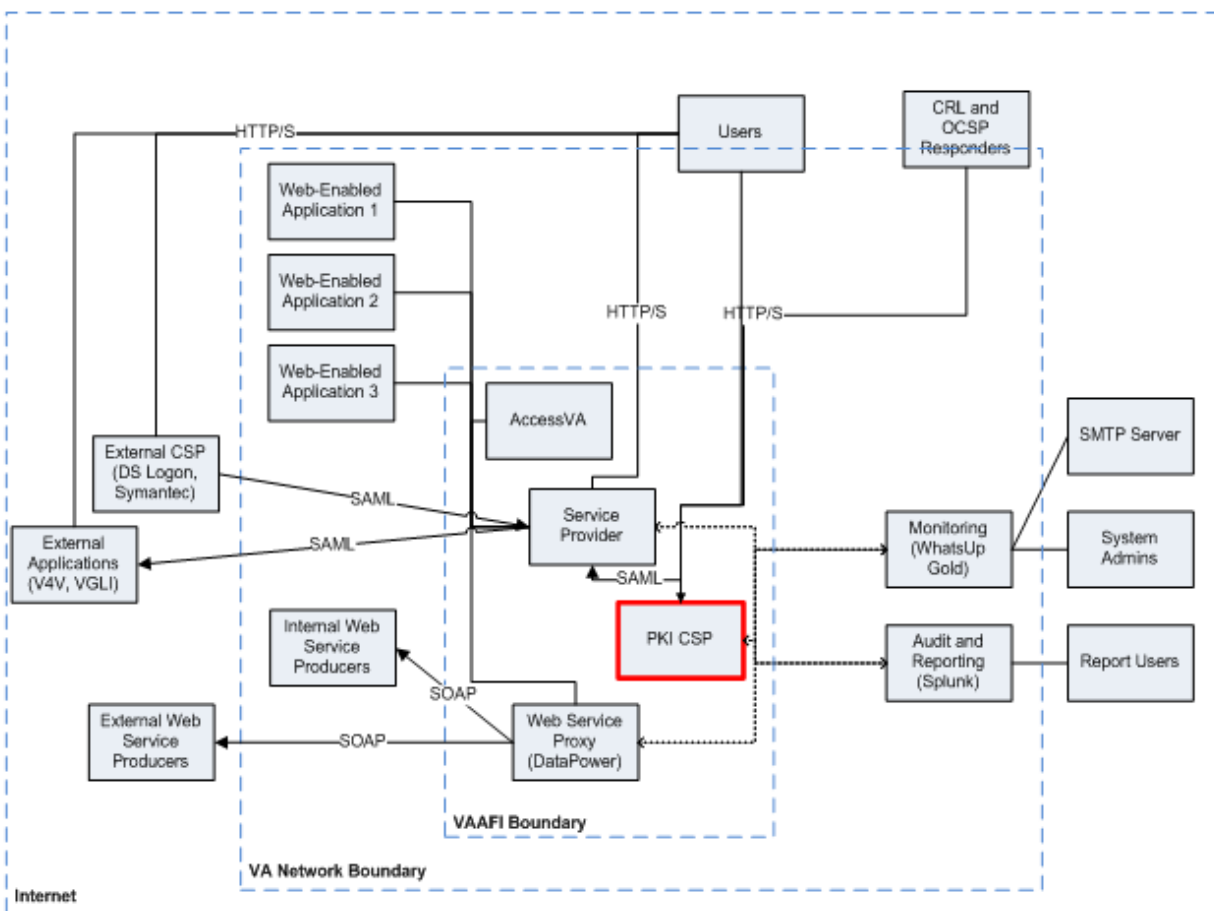 Users
CRL and
OCSP
Responders
HTTP/S
Web-Enabled
Application 1
Web-Enabled
Application 2
HTTP/S
HTTP/S
Web-Enabled
Application 3
AccessVA
SMTP Server
External CSP
(DS Logon,
Symantec)
SAML
Service
Provider
Monitoring
(WhatsUp
Gold)
System
Admins
External
Applications
(V4V, VGLI)
SAML
SAML
PKI CSP
Internal Web
Service
Producers
Audit and
Reporting
(Splunk)
Report Users
SOAP
External Web
Service
Producers
SOAP
Web Service
Proxy
(DataPower)
VAAFI Boundary
VA Network Boundary
Internet